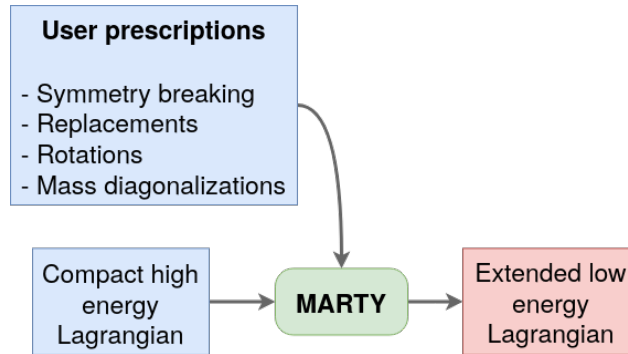 User prescriptions
- Symmetry breaking
- Replacements
- Rotations
- Mass diagonalizations
Compact high
energy
Lagrangian
MARTY
Extended low
energy
Lagrangian